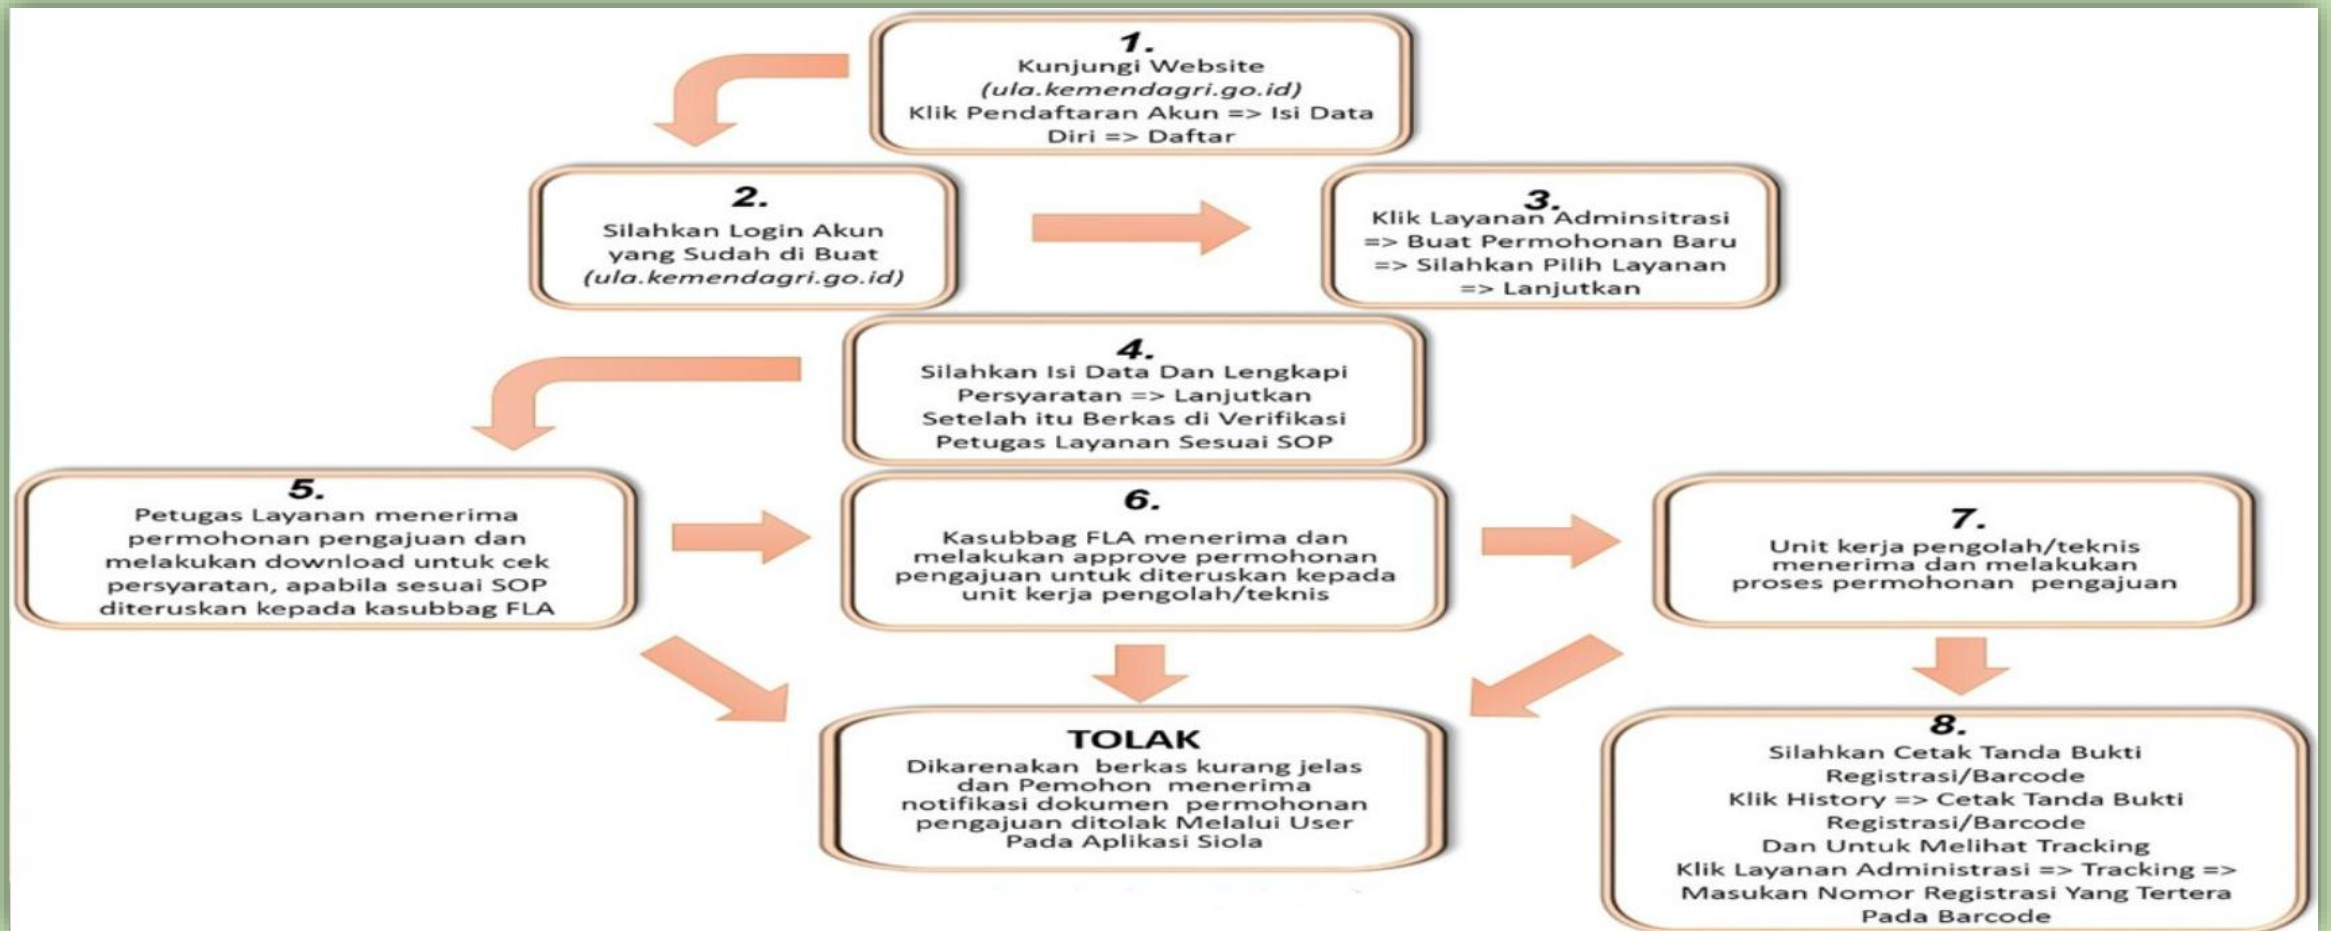 1.
Kunjungi Website
(ula.kemendagri.go.id)
Klik Pendaftaran Akun => Isi Data
Diri => Daftar
2.
Silahkan Login Akun
yang Sudah di Buat
(ula.kemendagri.go.id)
3.
Klik Layanan Adminsitrasi
=> Buat Permohonan Baru
=> Silahkan Pilih Layanan
=> Lanjutkan
4.
Silahkan Isi Data Dan Lengkapi
Persyaratan => Lanjutkan
Setelah itu Berkas di Verifikasi
Petugas Layanan Sesuai SOP
5.
Petugas Layanan menerima
permohonan pengajuan dan
melakukan download untuk cek
persyaratan, apabila sesuai SOP
diteruskan kepada kasubbag FLA
6.
Kasubbag FLA menerima dan
melakukan approve permohonan
pengajuan untuk diteruskan kepada
unit kerja pengolah/teknis
7.
Unit kerja pengolah/teknis
menerima dan melakukan
proses permohonan pengajuan
TOLAK
Dikarenakan berkas kurang jelas
dan Pemohon menerima
notifikasi dokumen permohonan
pengajuan ditolak Melalui User
Pada Aplikasi Siola
8.
Silahkan Cetak Tanda Bukti
Registrasi/Barcode
Klik History => Cetak Tanda Bukti
Registrasi/Barcode
Dan Untuk Melihat Tracking
Klik Layanan Administrasi => Tracking =>
Masukan Nomor Registrasi Yang Tertera
Pada Barcode